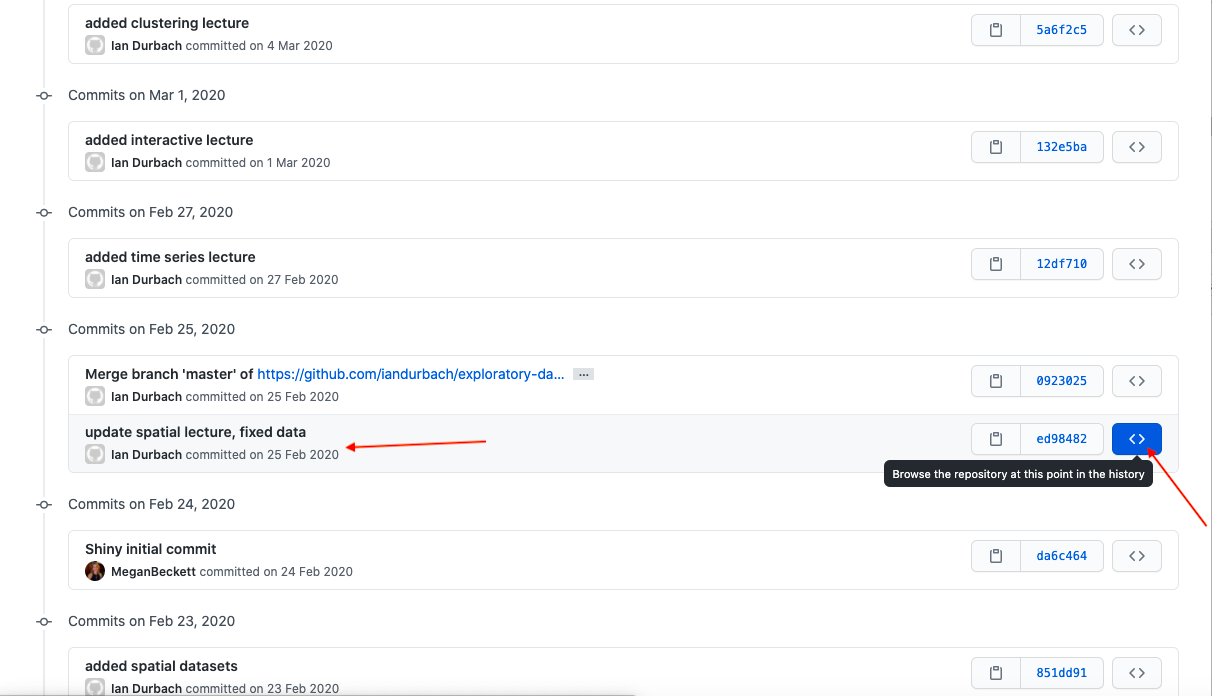 added clustering lecture
Ian Durbach committed on 4 Mar 2020
5a6f2c5
Commits on Mar 1, 2020
added interactive lecture
Ian Durbach committed on 1 Mar 2020
132e5ba
Commits on Feb 27, 2020
added time series lecture
Ian Durbach committed on 27 Feb 2020
12df710
Commits on Feb 25, 2020
Merge branch 'master' of https://github.com/iandurbach/exploratory-da... ...
Ian Durbach committed on 25 Feb 2020
0923025
update spatial lecture, fixed data
Ian Durbach committed on 25 Feb 2020
ed98482
Browse the repository at this point in the history
Commits on Feb 24, 2020
Shiny initial commit
MeganBeckett committed on 24 Feb 2020
da6c464
Commits on Feb 23, 2020
added spatial datasets
Ian Durbach committed on 23 Feb 2020
851dd91